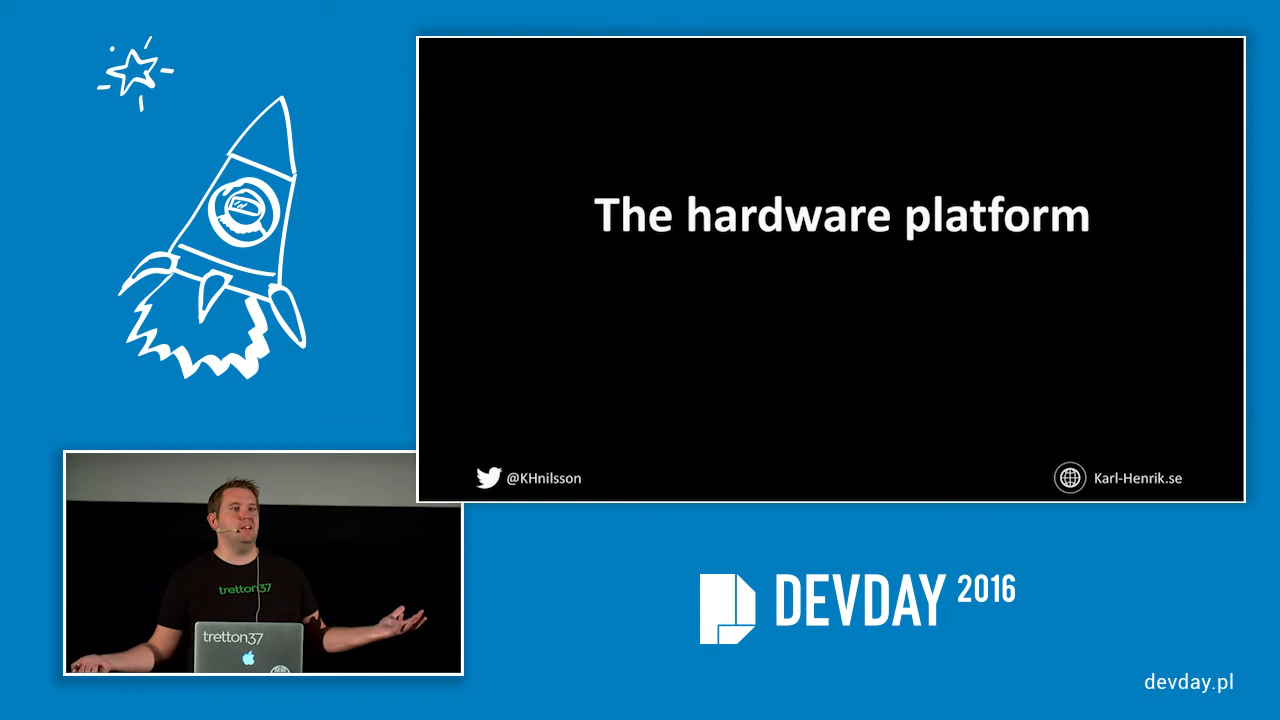 The hardware platform
@KHnilsson
Karl-Henrik.se
tretton37
tretton37
DEVDAY 2016
devday.pl